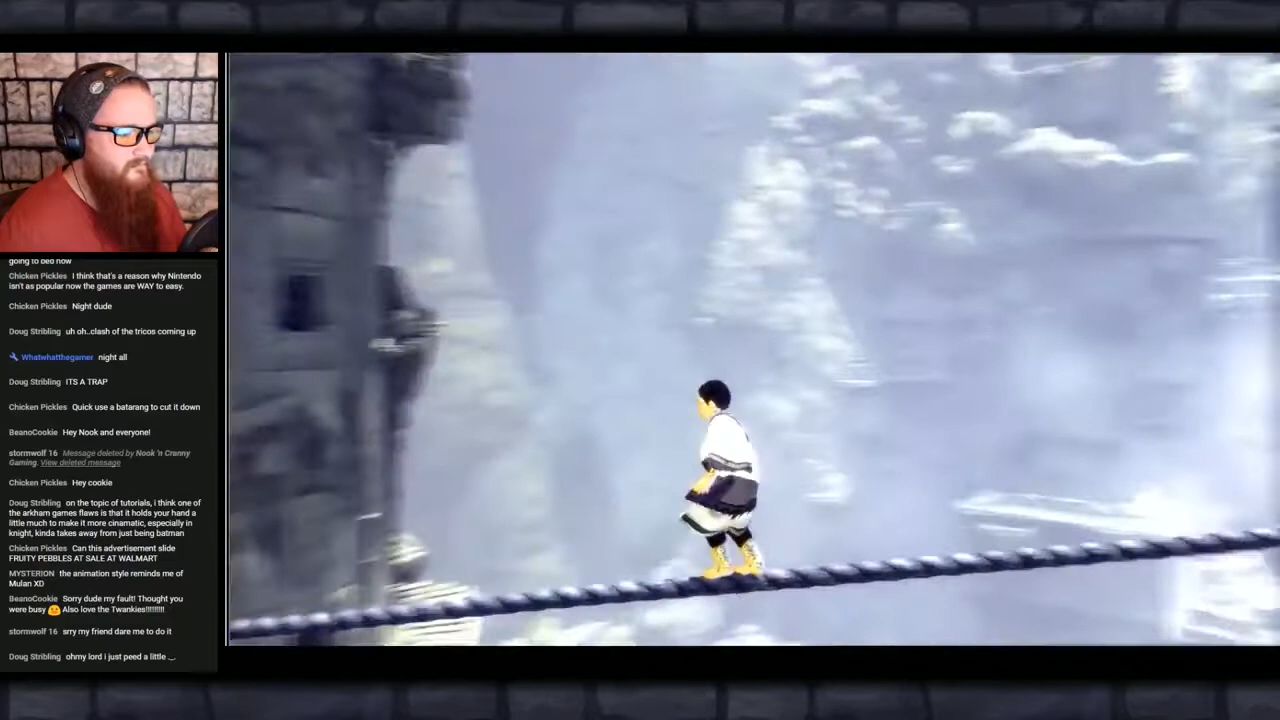 going to bed now
Chicken Pickles I think that's a reason why Nintendo
isn't as popular now the games are WAY to easy.
Chicken Pickles Night dude
Doug Stribling uh oh..clash of the tricos coming up
Whatwhatthegamer night all
Doug Stribling ITS A TRAP
Chicken Pickles Quick use a batarang to cut it down
BeanoCookie Hey Nook and everyone!
stormwolf 16 Message deleted by Nook 'n Cranny
Gaming. View deleted message
Chicken Pickles Hey cookie
Doug Stribling on the topic of tutorials, i think one of
the arkham games flaws is that it holds your hand a
little much to make it more cinamatic, especially in
knight, kinda takes away from just being batman
Chicken Pickles Can this advertisement slide
FRUITY PEBBLES AT SALE AT WALMART
MYSTERION the animation style reminds me of
Mulan XD
BeanoCookie Sorry dude my fault! Thought you
were busy Also love the Twankies!!!!!!!!!
stormwolf 16 srry my friend dare me to do it
Doug Stribling ohmy lord i just peed a little ._.